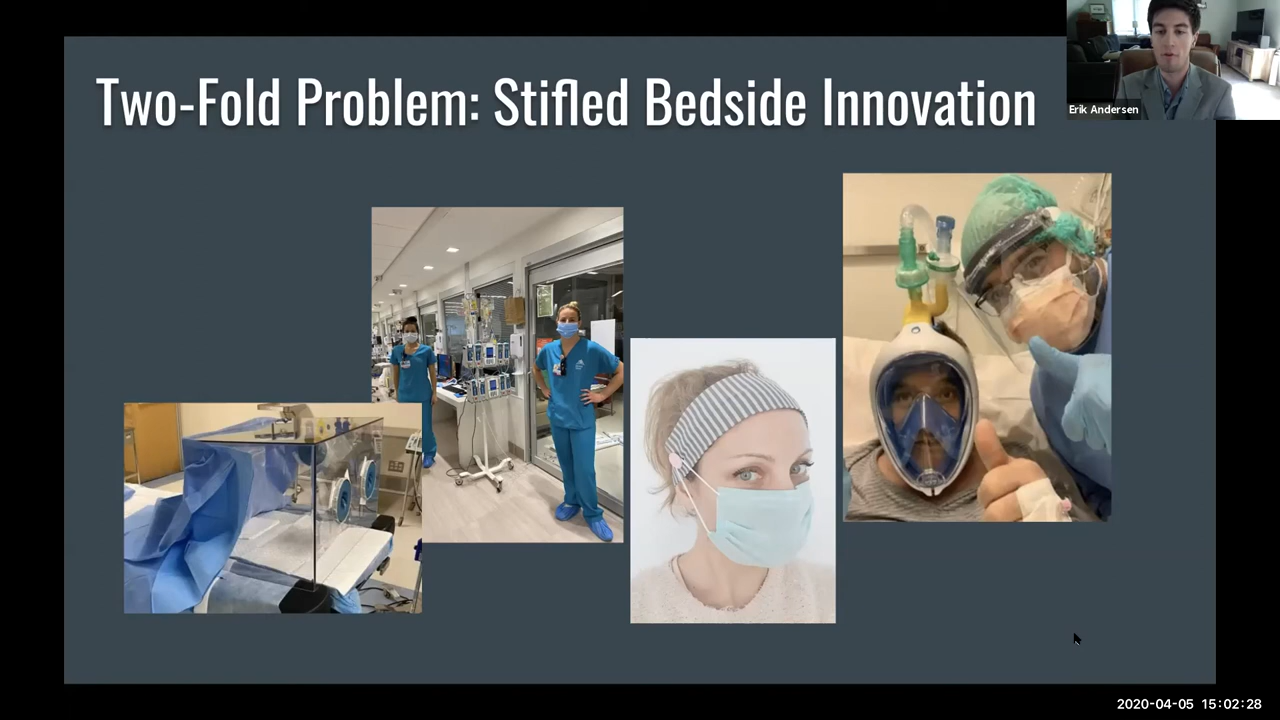 Two-Fold Problem: Stifled Bedside Innovation
Erik Andersen
2020-04-05 15:02:28